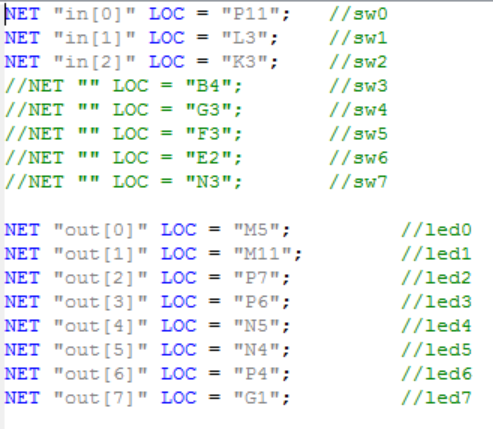 NET "in[0]" LOC = "P11"; //sw0
NET "in[1]" LOC = "L3"; //sw1
NET "in[2]" LOC = "K3"; //sw2
//NET "" LOC = "B4"; //sw3
//NET "" LOC = "G3"; //sw4
//NET "" LOC = "F3"; //sw5
//NET "" LOC = "E2"; //sw6
//NET "" LOC = "N3"; //sw7
NET "out[0]" LOC = "M5"; //led0
NET "out[1]" LOC = "M11"; //led1
NET "out[2]" LOC = "P7"; //led2
NET "out[3]" LOC = "P6"; //led3
NET "out[4]" LOC = "N5"; //led4
NET "out[5]" LOC = "N4"; //led5
NET "out[6]" LOC = "P4"; //led6
NET "out[7]" LOC = "G1"; //led7